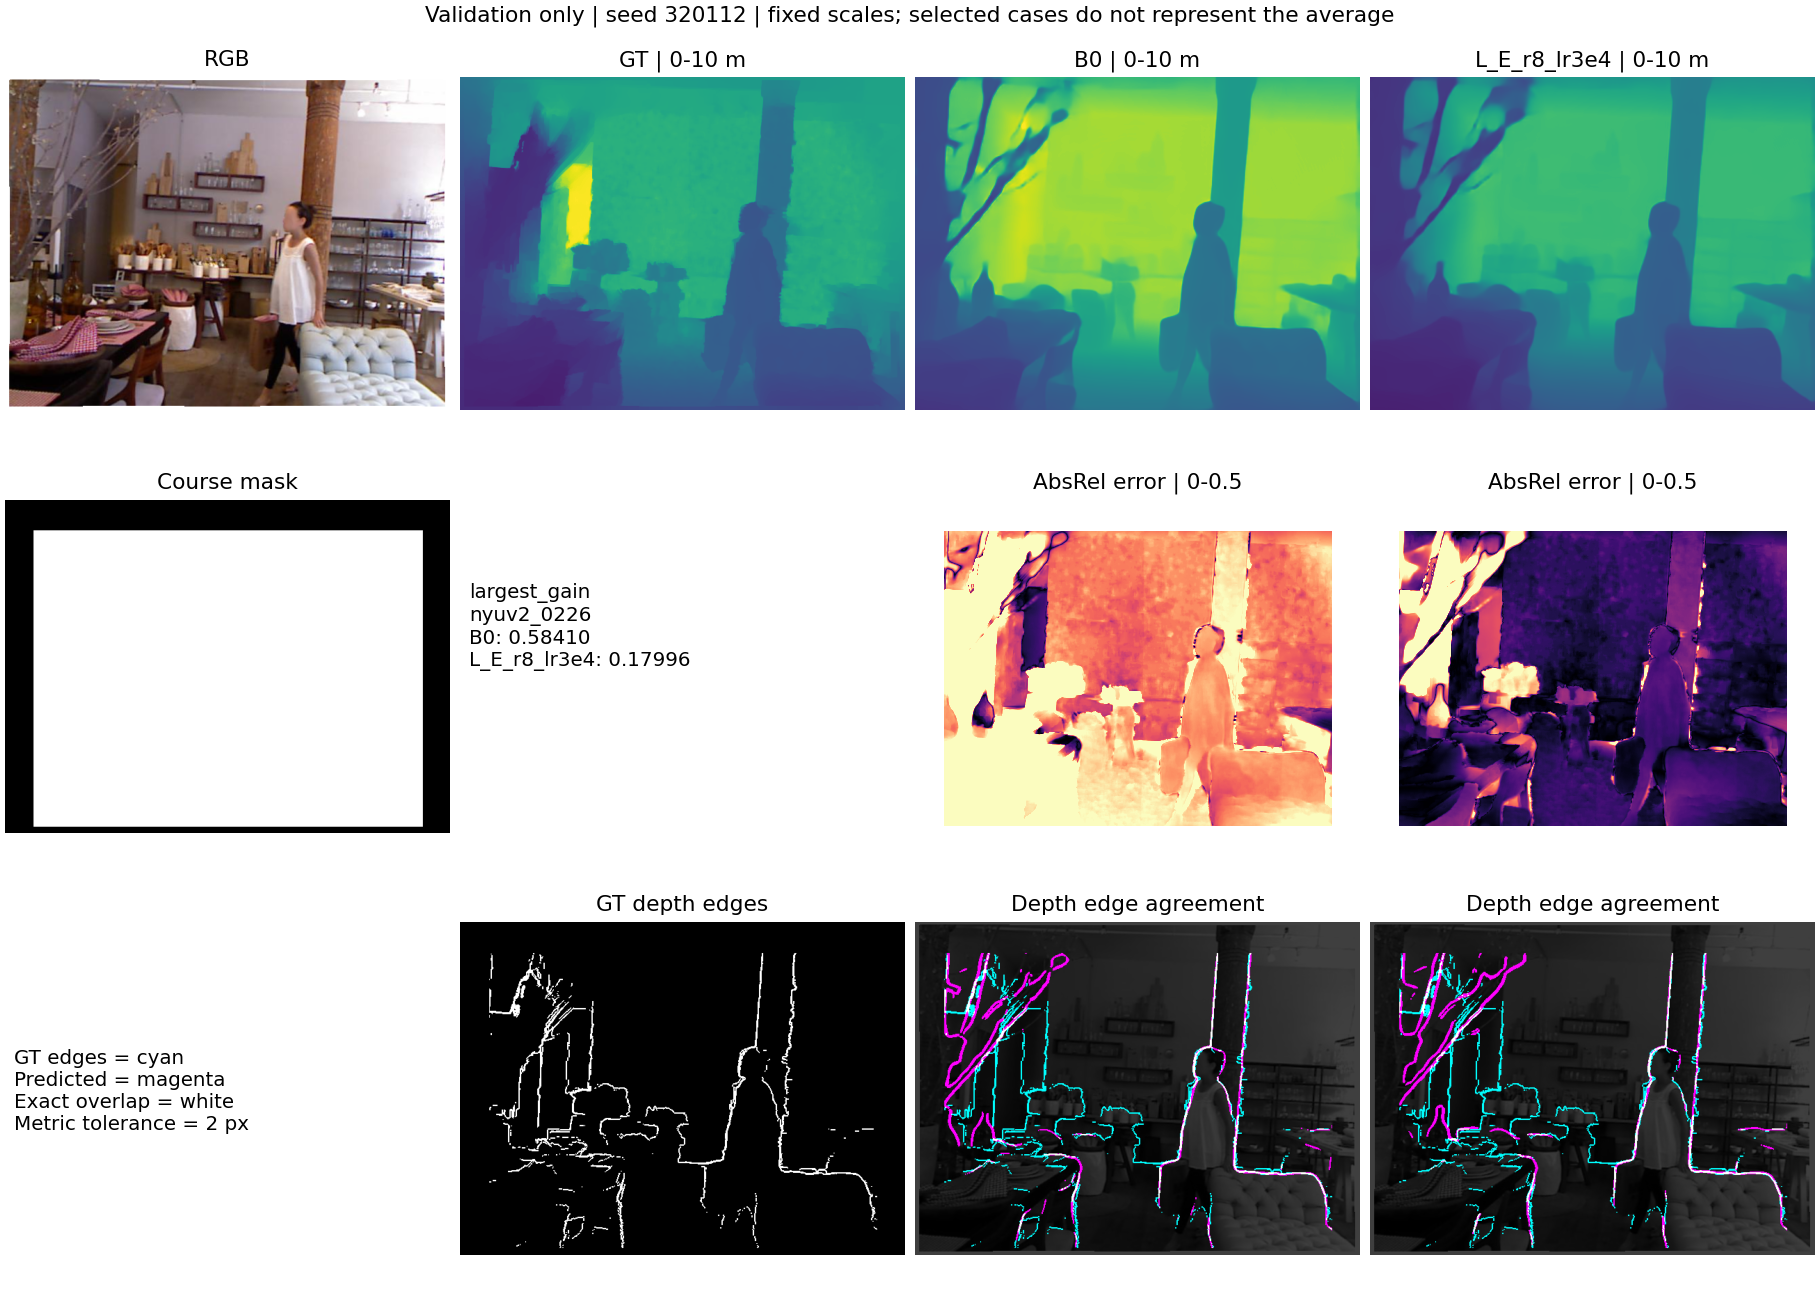 Validation only | seed 320112 | fixed scales; selected cases do not represent the average
RGB
GT | 0-10 m
B0 | 0-10 m
L_E_r8_lr3e4 | 0-10 m
Course mask
largest_gain
nyuv2_0226
B0: 0.58410
L_E_r8_lr3e4: 0.17996
AbsRel error | 0-0.5
AbsRel error | 0-0.5
GT edges = cyan
Predicted = magenta
Exact overlap = white
Metric tolerance = 2 px
GT depth edges
Depth edge agreement
Depth edge agreement